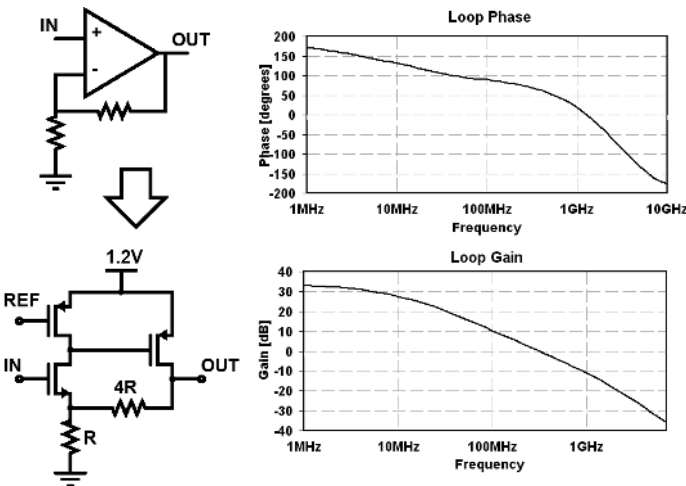 IN
+
-
OUT
1.2V
REF
IN
OUT
4R
R
Loop Phase
Phase [degrees]
200
150
100
50
0
-50
-100
-150
-200
1MHz 10MHz 100MHz 1GHz 10GHz
Frequency
Loop Gain
Gain [dB]
40
30
20
10
0
-10
-20
-30
-40
1MHz 10MHz 100MHz 1GHz
Frequency